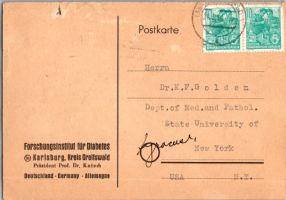 Postkarte
Herrn
Dr.K.F.Golden
Dept.of Med.and Pathol.
State University of
Syracuse,
New York
USA N.Y.
Forschungsinstitut für Diabetes
Karlsburg, Kreis Greifswald
Präsident Prof. Dr. Katsch
Deutschland - Germany - Allemagne